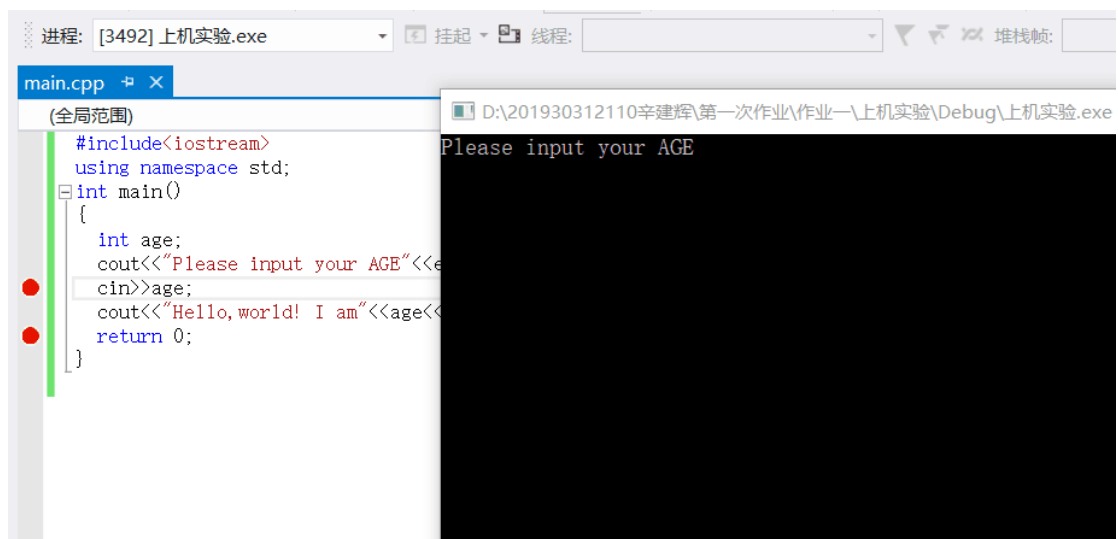 进程: [3492] 上机实验.exe 挂起 线程: 堆栈帧:
main.cpp
(全局范围)
D:\201930312110辛建辉\第一次作业\作业一\上机实验\Debug\上机实验.exe
#include<iostream>
using namespace std;
int main()
{
int age;
cout<<"Please input your AGE"<<e
cin>>age;
cout<<"Hello,world! I am"<<age<<
return 0;
}
Please input your AGE